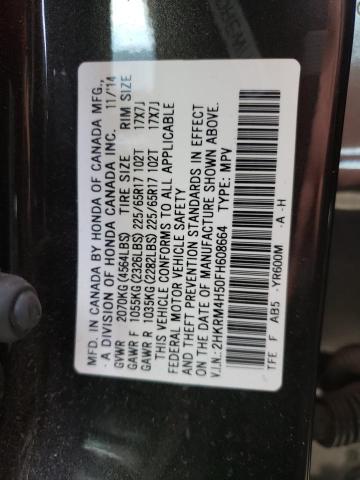 MFD. IN CANADA BY HONDA OF CANADA MFG.,
A DIVISION OF HONDA CANADA INC. 11/'14
GVWR 2070KG (4564LBS) TIRE SIZE RIM SIZE
GAWR F 1055KG (2326LBS) 225/65R17 102T 17X7J
GAWR R 1035KG (2282LBS) 225/65R17 102T 17X7J
THIS VEHICLE CONFORMS TO ALL APPLICABLE
FEDERAL MOTOR VEHICLE SAFETY
AND THEFT PREVENTION STANDARDS IN EFFECT
ON THE DATE OF MANUFACTURE SHOWN ABOVE.
V.I.N.: 2HKRM4H50FH608664 TYPE: MPV
TFE F AB5 -YR600M -A -H